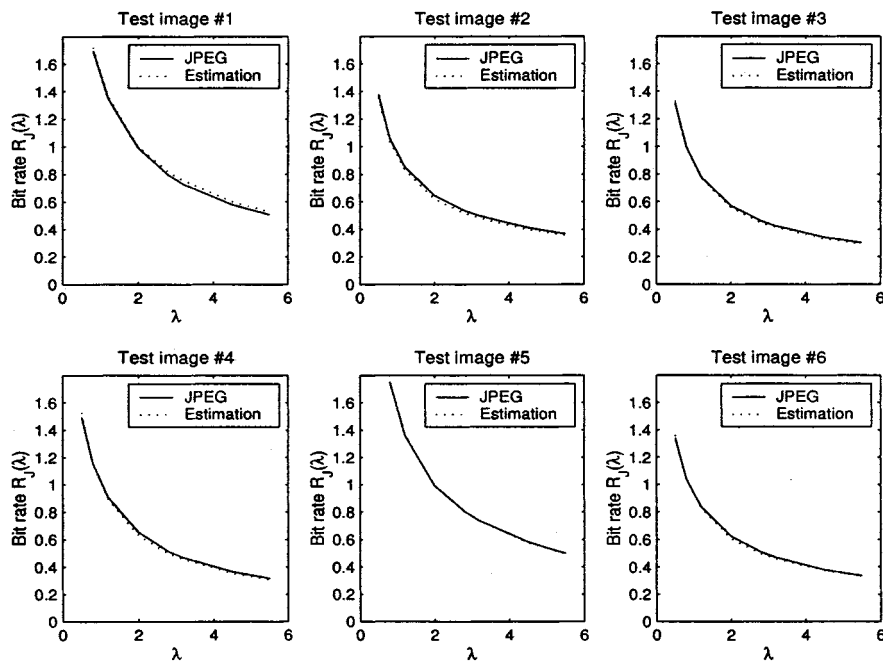 Test image #1
Test image #2
Test image #3
JPEG
Estimation
JPEG
Estimation
JPEG
Estimation
Bit rate R_J(λ)
Bit rate R_J(λ)
Bit rate R_J(λ)
1.6
1.4
1.2
1
0.8
0.6
0.4
0.2
0
1.6
1.4
1.2
1
0.8
0.6
0.4
0.2
0
1.6
1.4
1.2
1
0.8
0.6
0.4
0.2
0
0 2 4 6
0 2 4 6
0 2 4 6
λ
λ
λ
Test image #4
Test image #5
Test image #6
JPEG
Estimation
JPEG
Estimation
JPEG
Estimation
Bit rate R_J(λ)
Bit rate R_J(λ)
Bit rate R_J(λ)
1.6
1.4
1.2
1
0.8
0.6
0.4
0.2
0
1.6
1.4
1.2
1
0.8
0.6
0.4
0.2
0
1.6
1.4
1.2
1
0.8
0.6
0.4
0.2
0
0 2 4 6
0 2 4 6
0 2 4 6
λ
λ
λ